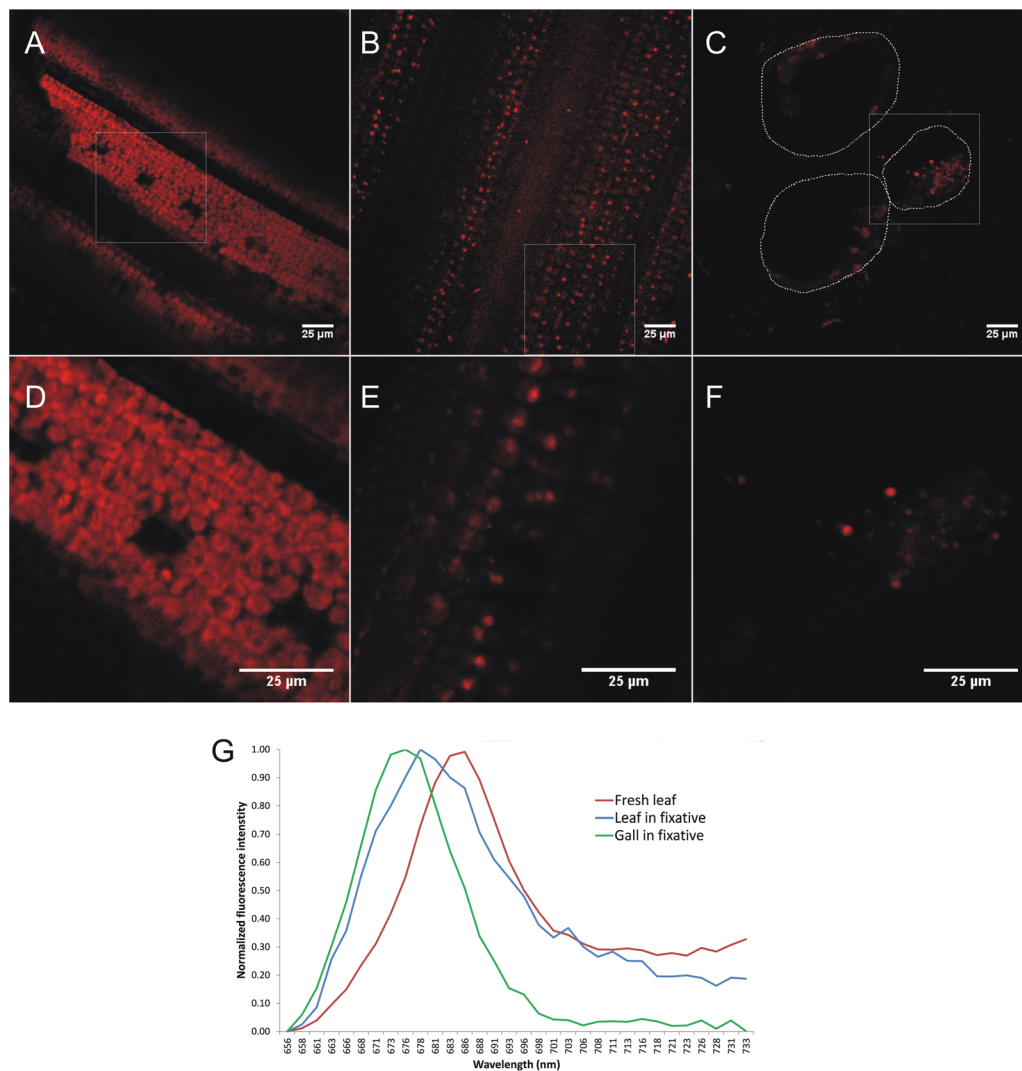 A
B
C
25 µm
25 µm
25 µm
D
E
F
25 µm
25 µm
25 µm
G
Normalized fluorescence intenstity
1.00
0.90
0.80
0.70
0.60
0.50
0.40
0.30
0.20
0.10
0.00
Fresh leaf
Leaf in fixative
Gall in fixative
656 658 661 663 666 668 671 673 676 678 681 683 686 688 691 693 696 698 701 703 706 708 711 713 716 718 721 723 726 728 731 733
Wavelength (nm)